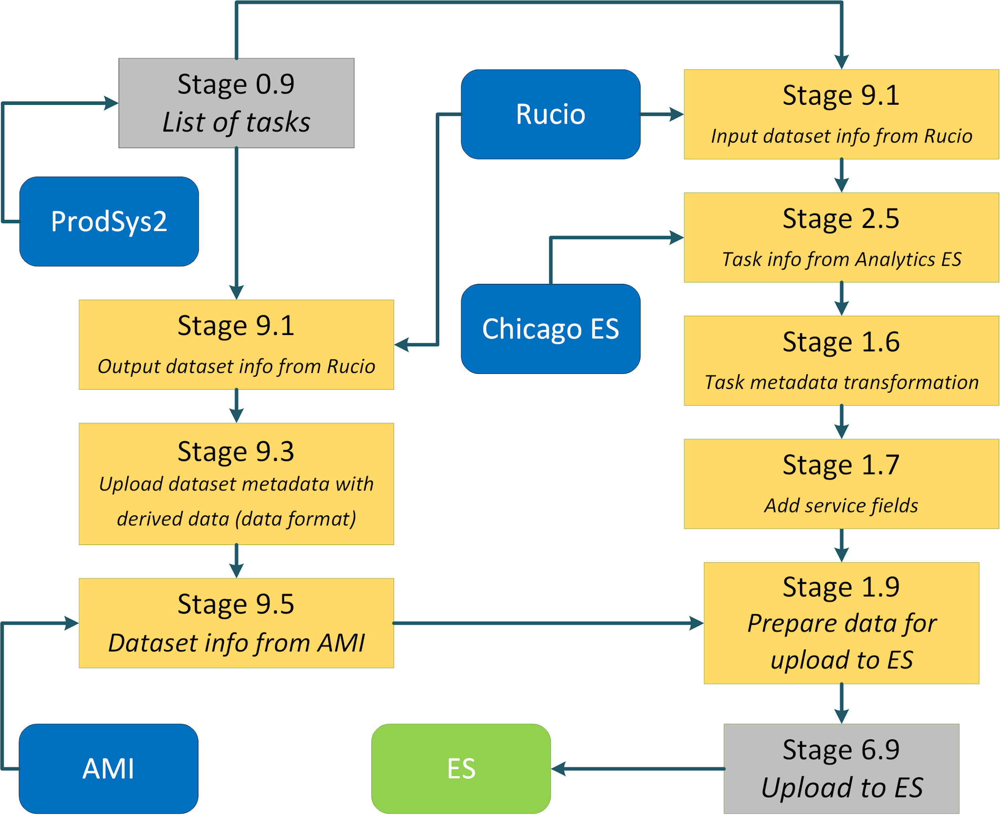 Stage 0.9
List of tasks
ProdSys2
Rucio
Stage 9.1
Input dataset info from Rucio
Stage 2.5
Task info from Analytics ES
Chicago ES
Stage 9.1
Output dataset info from Rucio
Stage 1.6
Task metadata transformation
Stage 9.3
Upload dataset metadata with
derived data (data format)
Stage 1.7
Add service fields
Stage 9.5
Dataset info from AMI
Stage 1.9
Prepare data for
upload to ES
AMI
ES
Stage 6.9
Upload to ES